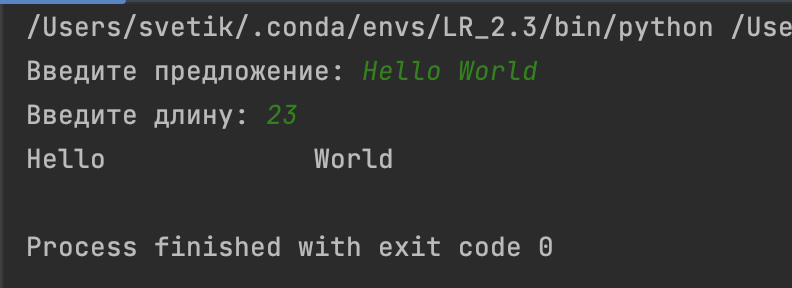 /Users/svetik/.conda/envs/LR_2.3/bin/python /Use
Введите предложение: Hello World
Введите длину: 23
Hello             World
Process finished with exit code 0